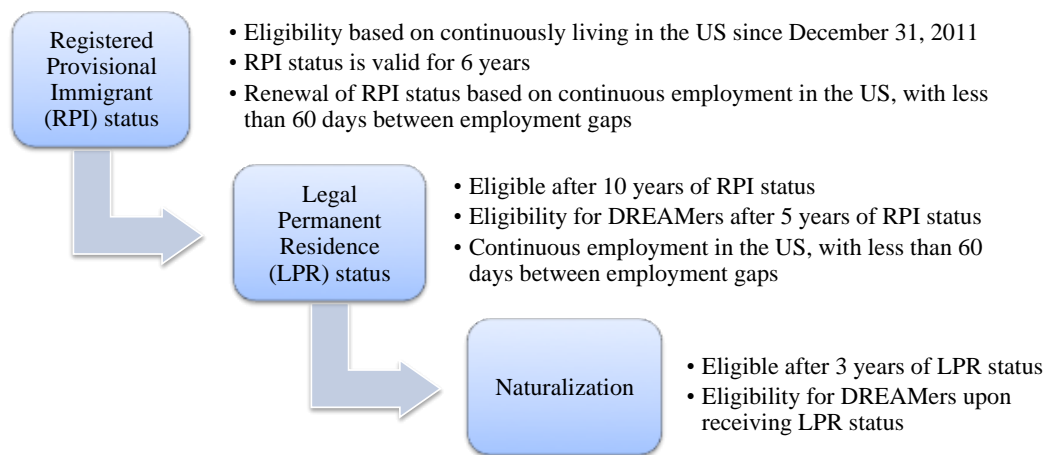 Registered
Provisional
Immigrant
(RPI) status
• Eligibility based on continuously living in the US since December 31, 2011
• RPI status is valid for 6 years
• Renewal of RPI status based on continuous employment in the US, with less
than 60 days between employment gaps
Legal
Permanent
Residence
(LPR) status
• Eligible after 10 years of RPI status
• Eligibility for DREAMers after 5 years of RPI status
• Continuous employment in the US, with less than 60
days between employment gaps
Naturalization
• Eligible after 3 years of LPR status
• Eligibility for DREAMers upon
receiving LPR status